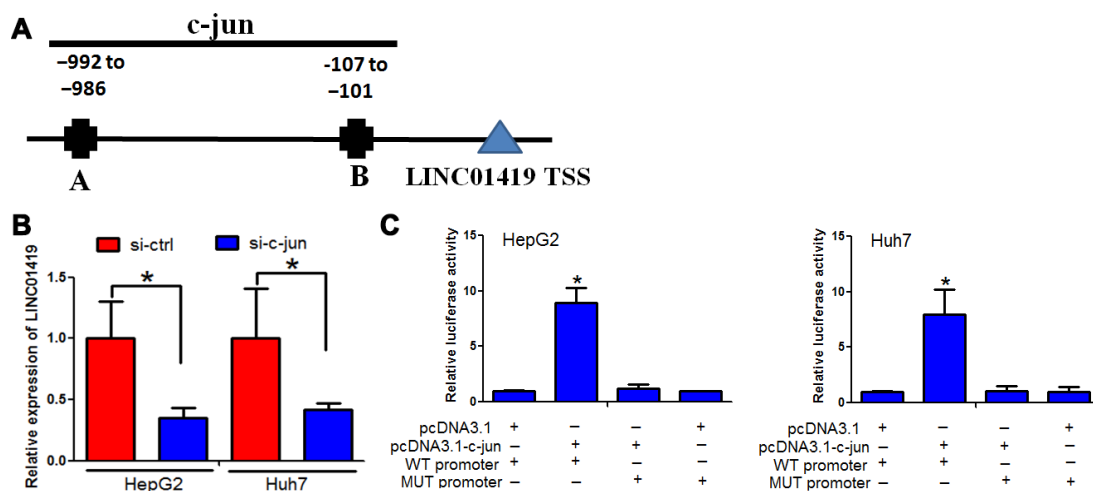 A
c-jun
−992 to
−986
-107 to
−101
A
B
LINC01419 TSS
B
si-ctrl
si-c-jun
Relative expression of LINC01419
1.5
1.0
0.5
0.0
*
*
HepG2
Huh7
C
HepG2
Relative luciferase activity
15
10
5
0
*
pcDNA3.1 + − − +
pcDNA3.1-c-jun − + + −
WT promoter + + − −
MUT promoter − − + +
Huh7
Relative luciferase activity
15
10
5
0
*
pcDNA3.1 + − − +
pcDNA3.1-c-jun − + + −
WT promoter + + − −
MUT promoter − − + +